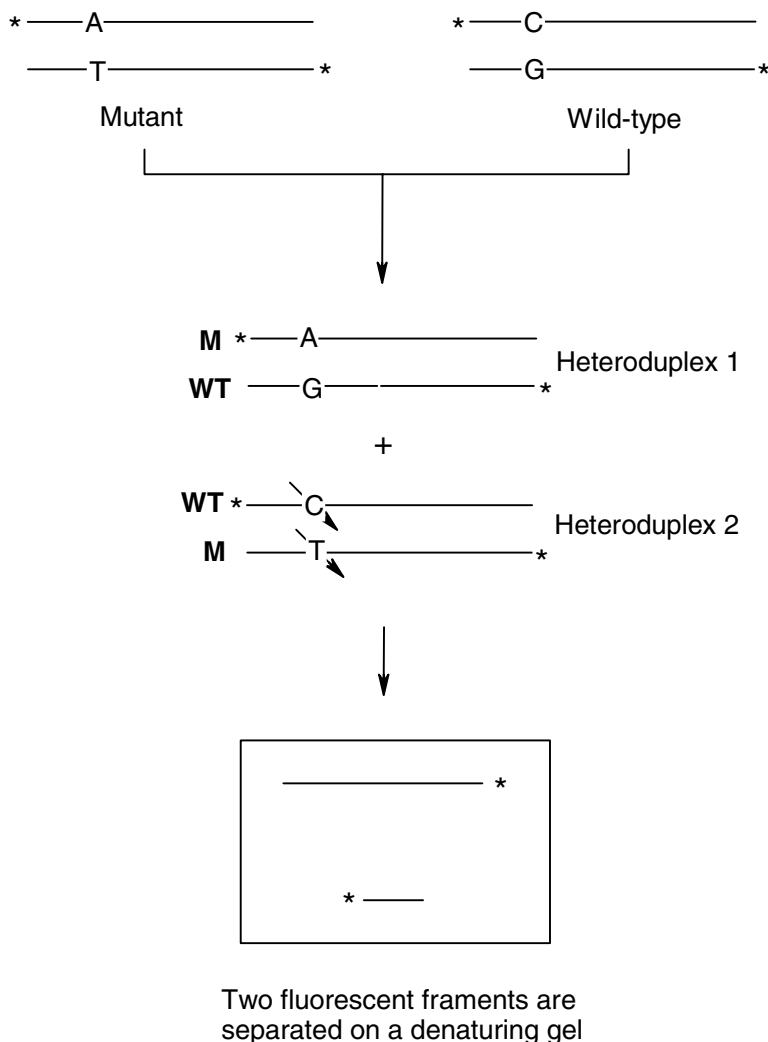 * A * C
T * G *
Mutant Wild-type
M * A
Heteroduplex 1
WT G *
+
WT * C
Heteroduplex 2
M T *
*
*
Two fluorescent framents are
separated on a denaturing gel